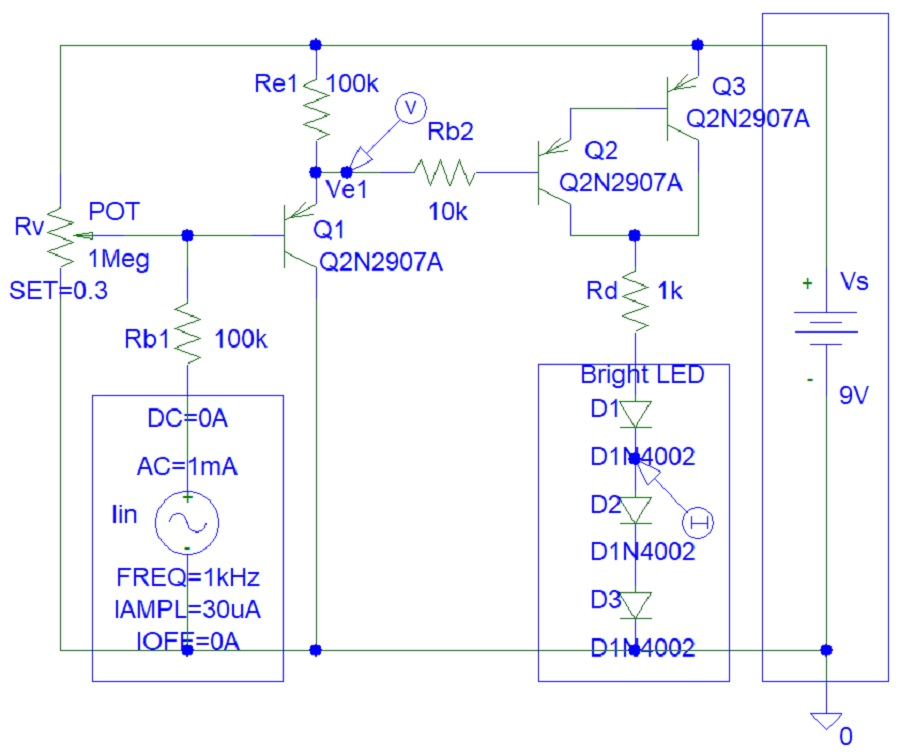 Re1 100k
V
Rb2
Q3
Q2N2907A
Q2
Q2N2907A
Ve1
10k
Rv
POT
1Meg
SET=0.3
Q1
Q2N2907A
Rb1 100k
Rd 1k
+ Vs
-
9V
Bright LED
D1
D1N4002
D2
D1N4002
D3
D1N4002
I
DC=0A
AC=1mA
+
Iin
-
FREQ=1kHz
IAMPL=30uA
IOFF=0A
0